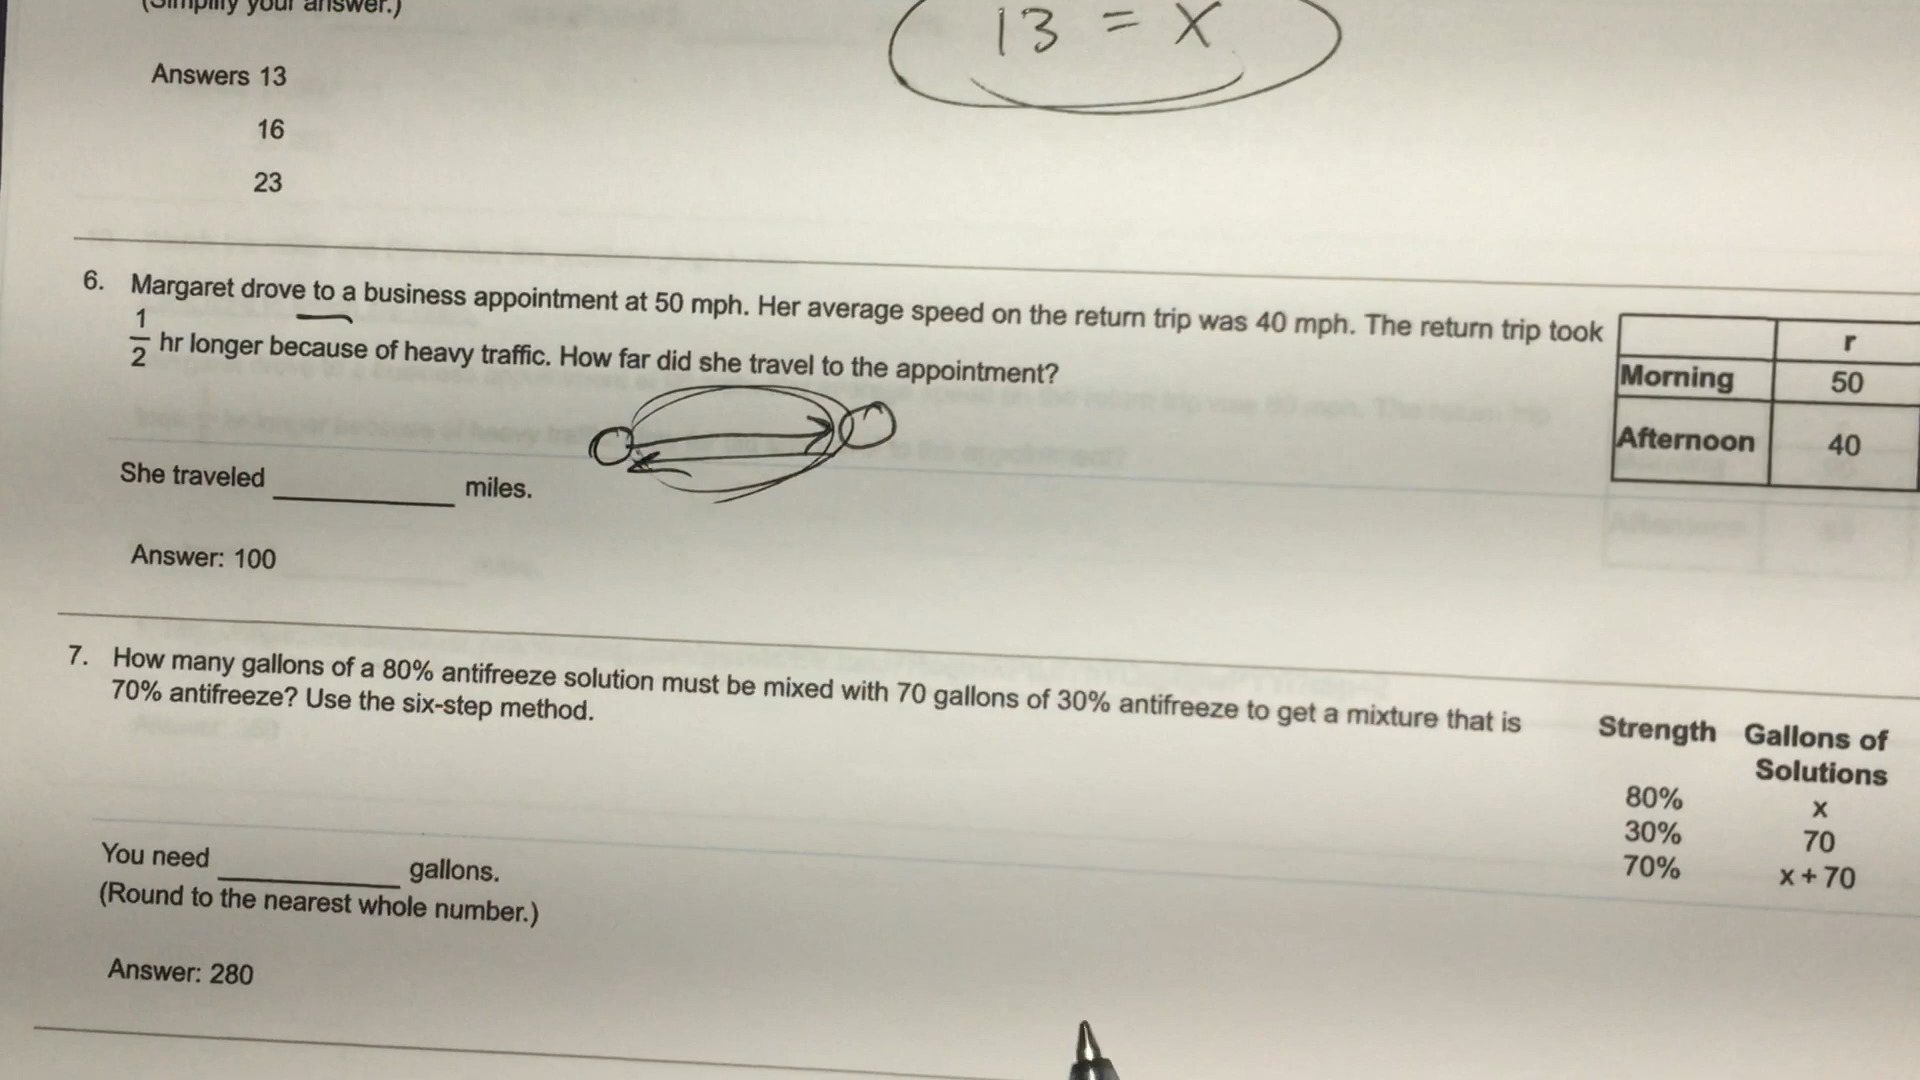 (Simplify your answer.)
13 = x
Answers 13
16
23
6. Margaret drove to a business appointment at 50 mph. Her average speed on the return trip was 40 mph. The return trip took
1/2 hr longer because of heavy traffic. How far did she travel to the appointment?
r
Morning 50
Afternoon 40
She traveled ____________ miles.
Answer: 100
7. How many gallons of a 80% antifreeze solution must be mixed with 70 gallons of 30% antifreeze to get a mixture that is
70% antifreeze? Use the six-step method.
Strength Gallons of
Solutions
80% x
30% 70
70% x + 70
You need ____________ gallons.
(Round to the nearest whole number.)
Answer: 280